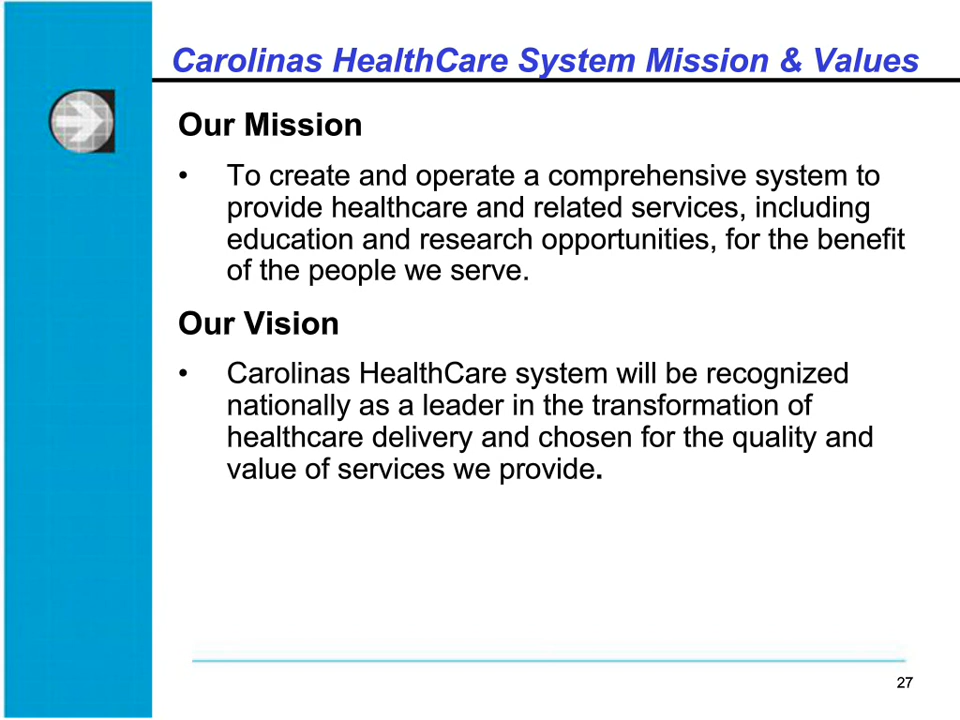 Carolinas HealthCare System Mission & Values
Our Mission
• To create and operate a comprehensive system to
provide healthcare and related services, including
education and research opportunities, for the benefit
of the people we serve.
Our Vision
• Carolinas HealthCare system will be recognized
nationally as a leader in the transformation of
healthcare delivery and chosen for the quality and
value of services we provide.
27